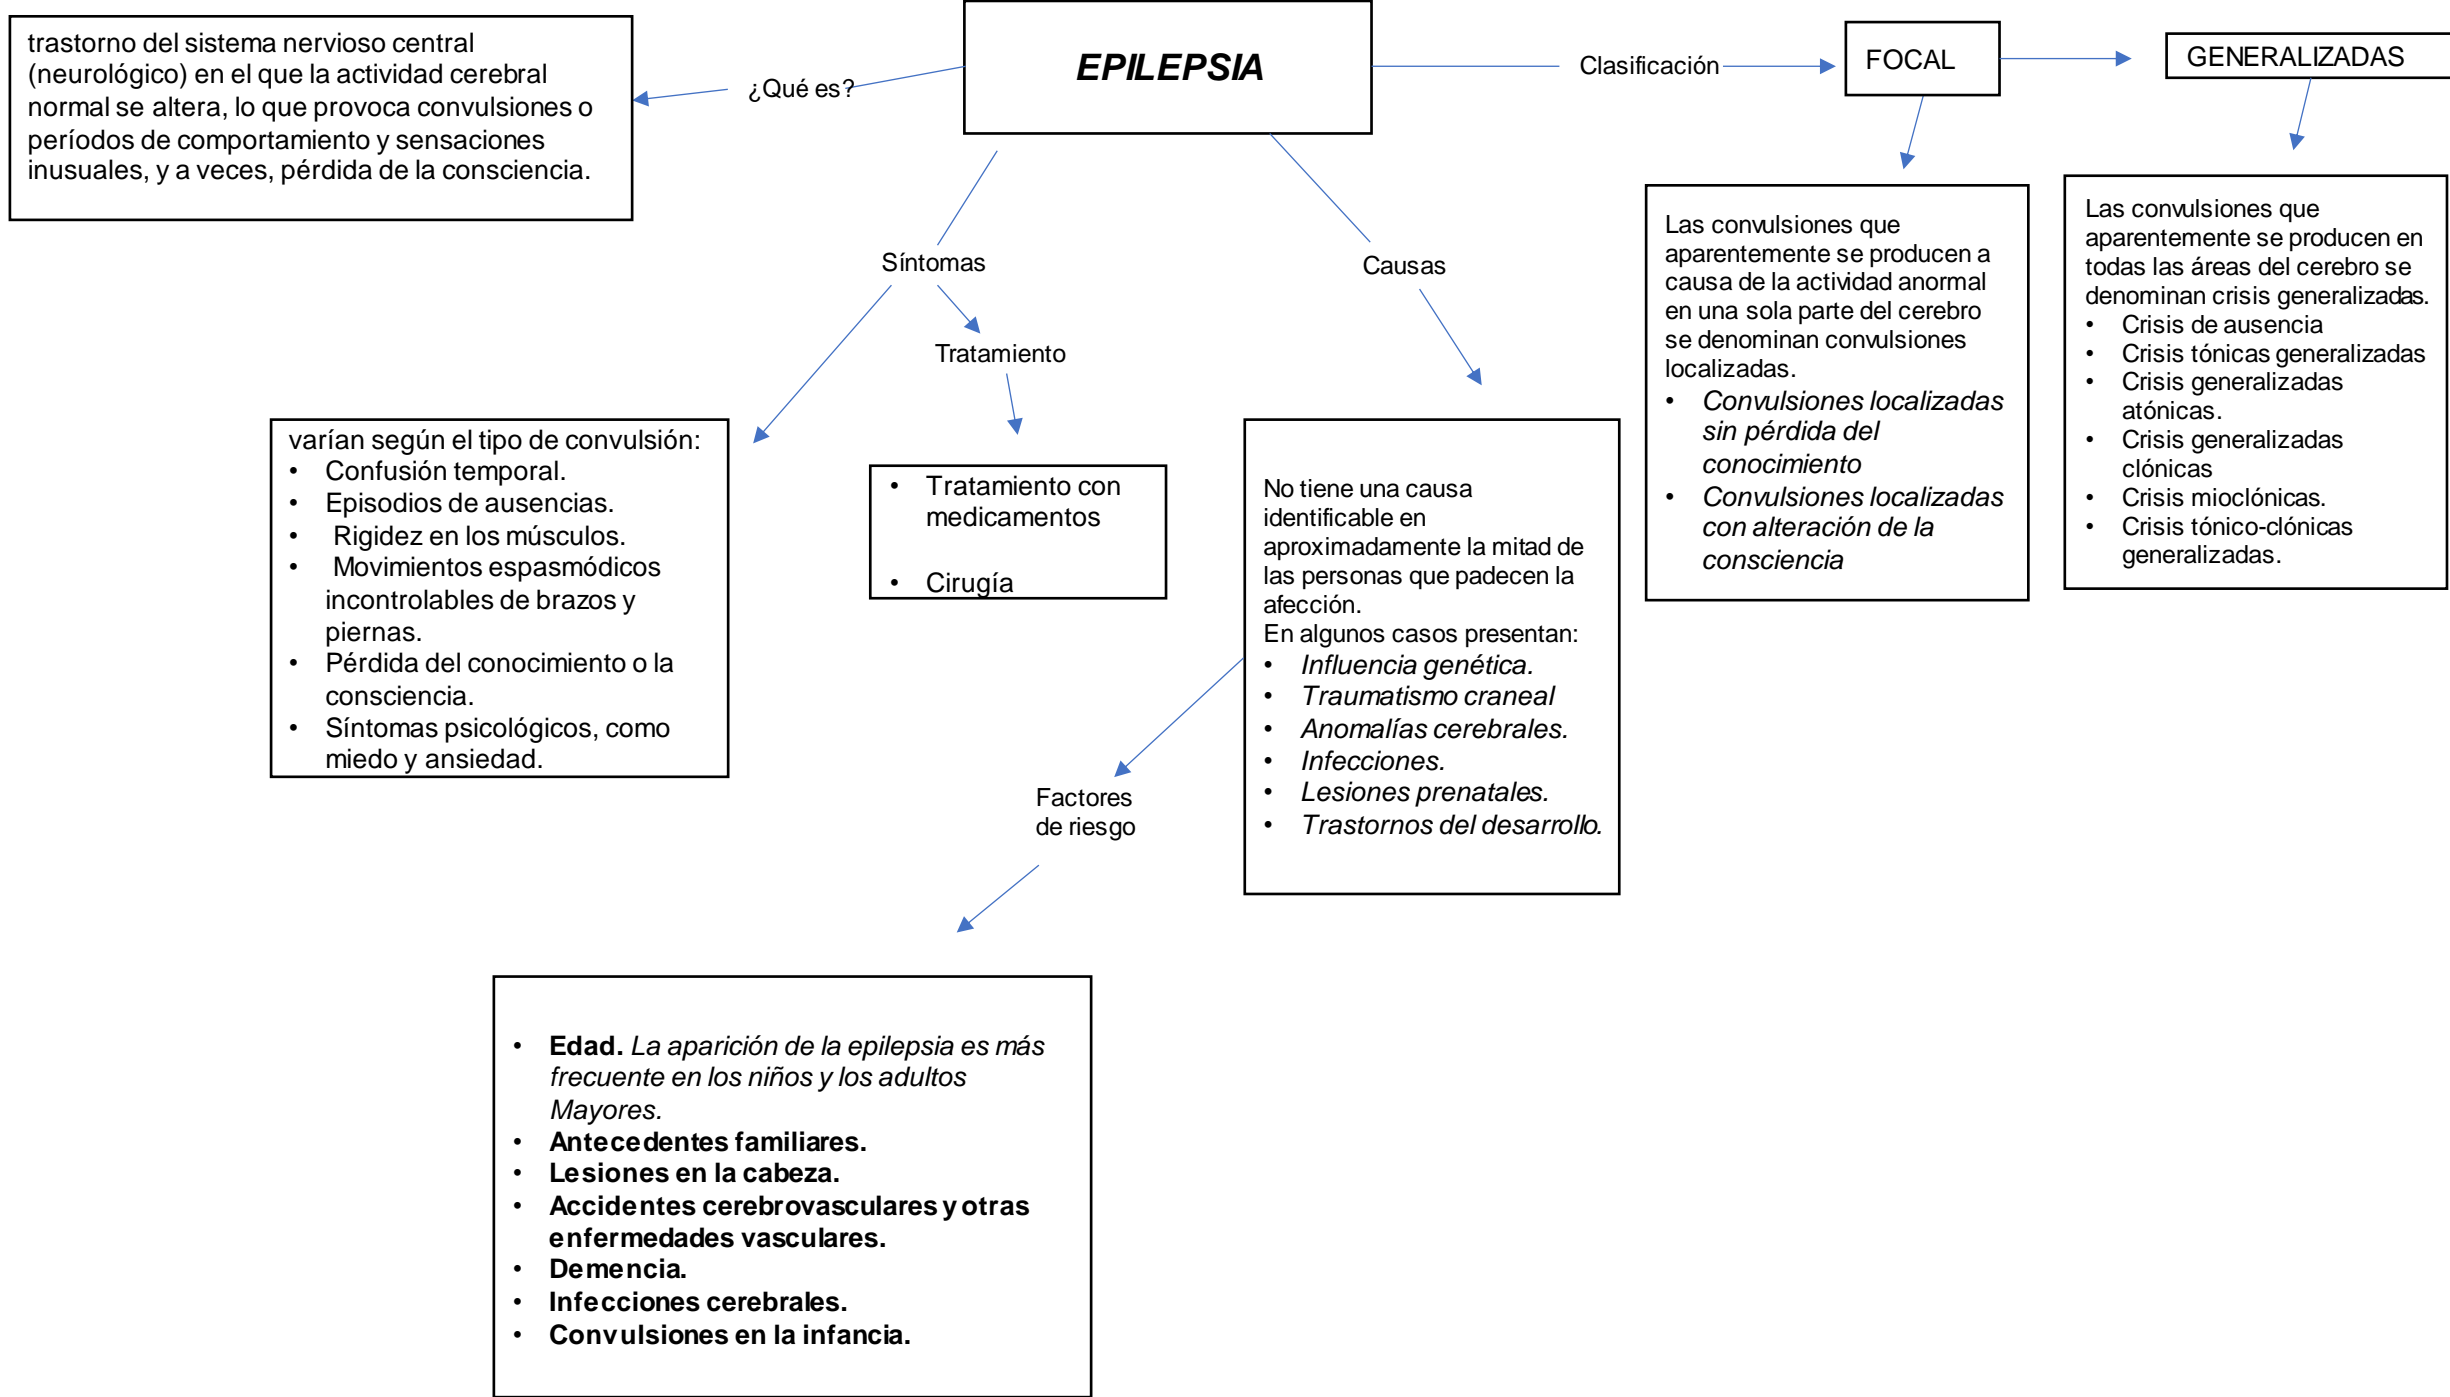 EPILEPSIA
trastorno del sistema nervioso central
(neurológico) en el que la actividad cerebral
normal se altera, lo que provoca convulsiones o
períodos de comportamiento y sensaciones
inusuales, y a veces, pérdida de la consciencia.
¿Qué es?
Clasificación
FOCAL
GENERALIZADAS
Las convulsiones que
aparentemente se producen a
causa de la actividad anormal
en una sola parte del cerebro
se denominan convulsiones
localizadas.
• Convulsiones localizadas
sin pérdida del
conocimiento
• Convulsiones localizadas
con alteración de la
consciencia
Las convulsiones que
aparentemente se producen en
todas las áreas del cerebro se
denominan crisis generalizadas.
• Crisis de ausencia
• Crisis tónicas generalizadas
• Crisis generalizadas
atónicas.
• Crisis generalizadas
clónicas
• Crisis mioclónicas.
• Crisis tónico-clónicas
generalizadas.
Síntomas
Tratamiento
Causas
varían según el tipo de convulsión:
• Confusión temporal.
• Episodios de ausencias.
• Rigidez en los músculos.
• Movimientos espasmódicos
incontrolables de brazos y
piernas.
• Pérdida del conocimiento o la
consciencia.
• Síntomas psicológicos, como
miedo y ansiedad.
• Tratamiento con
medicamentos
• Cirugía
No tiene una causa
identificable en
aproximadamente la mitad de
las personas que padecen la
afección.
En algunos casos presentan:
• Influencia genética.
• Traumatismo craneal
• Anomalías cerebrales.
• Infecciones.
• Lesiones prenatales.
• Trastornos del desarrollo.
Factores
de riesgo
• Edad. La aparición de la epilepsia es más
frecuente en los niños y los adultos
Mayores.
• Antecedentes familiares.
• Lesiones en la cabeza.
• Accidentes cerebrovasculares y otras
enfermedades vasculares.
• Demencia.
• Infecciones cerebrales.
• Convulsiones en la infancia.